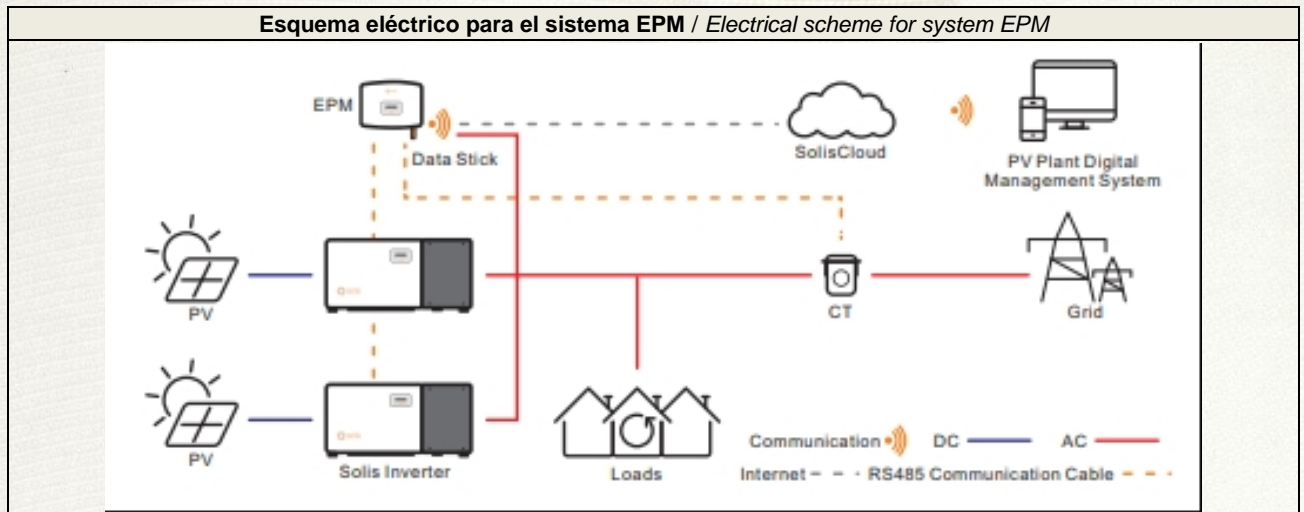 Esquema eléctrico para el sistema EPM / Electrical scheme for system EPM
EPM
Data Stick
SolisCloud
PV Plant Digital
Management System
PV
CT
Grid
PV
Solis Inverter
Loads
Communication
DC
AC
Internet
RS485 Communication Cable